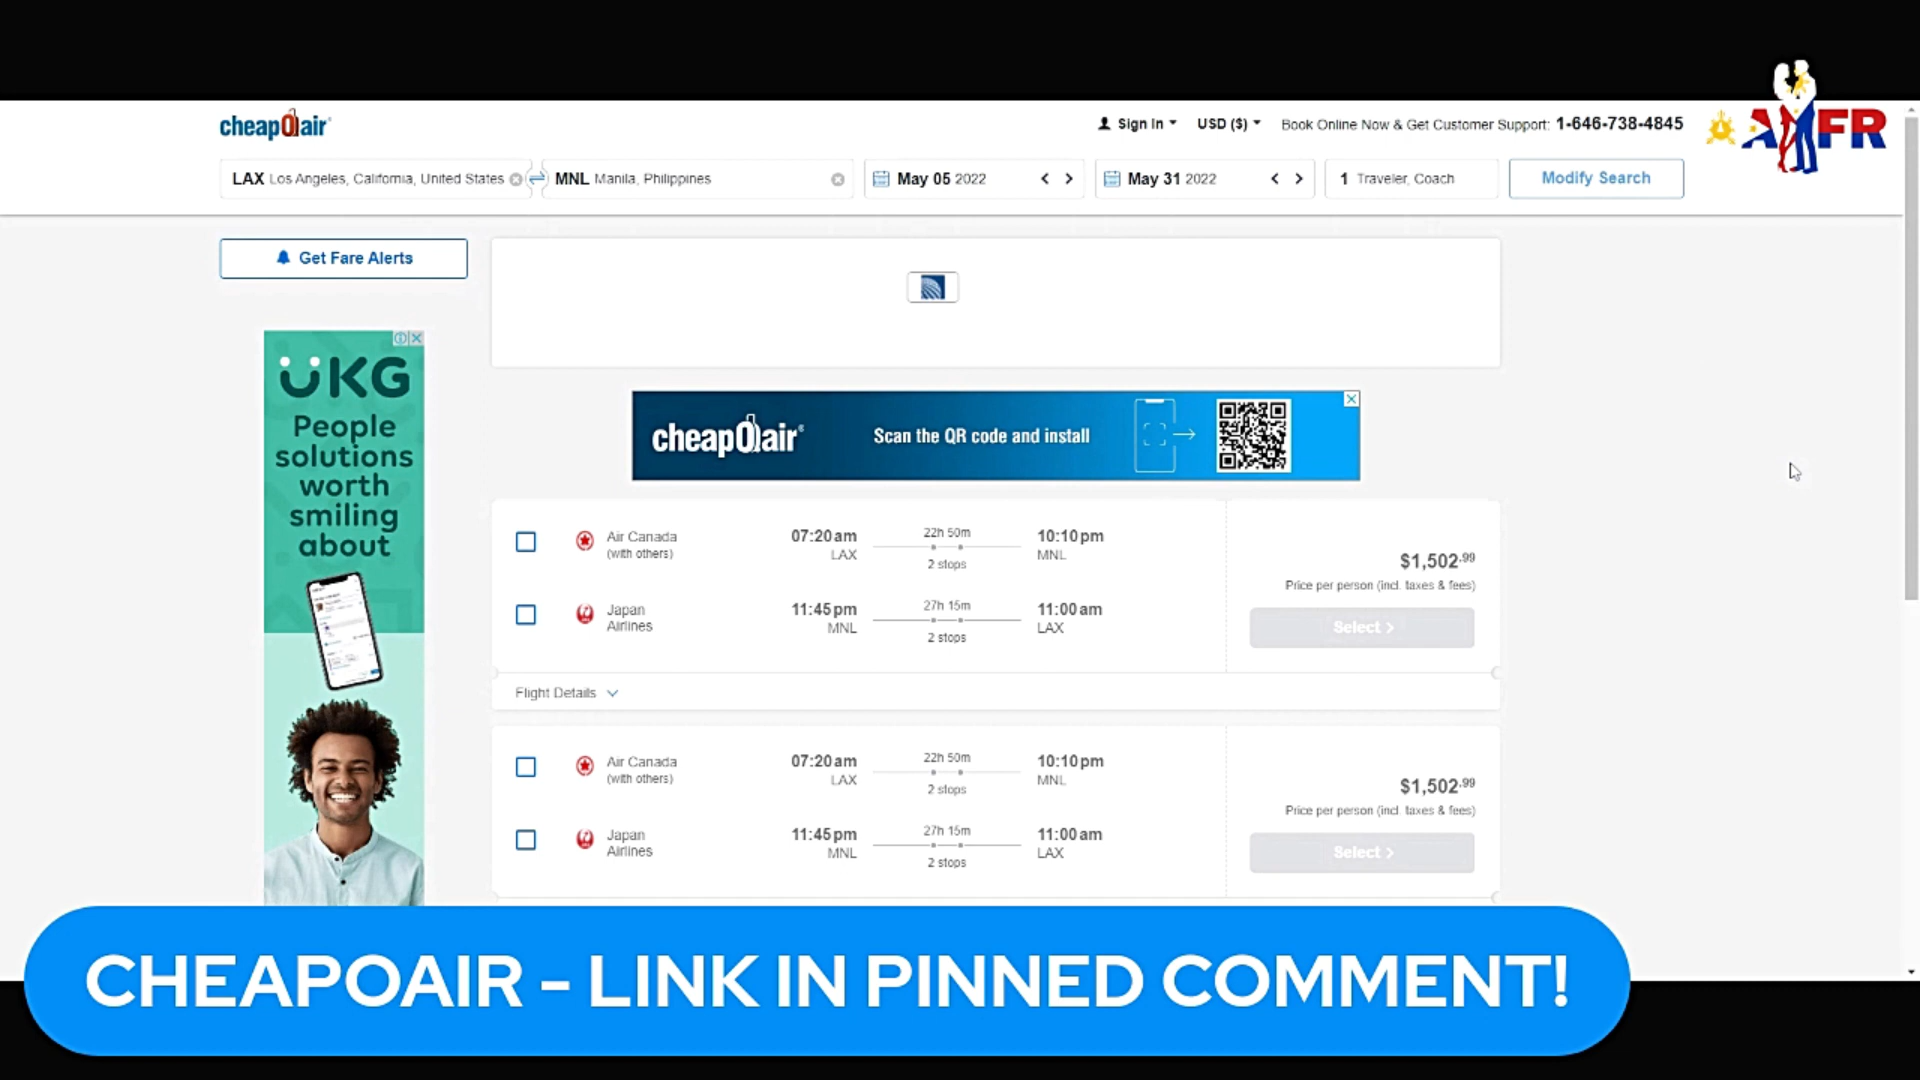 cheapOair
Sign In
USD ($)
Book Online Now & Get Customer Support: 1-646-738-4845
AMFR
LAX Los Angeles, California, United States
MNL Manila, Philippines
May 05 2022
May 31 2022
1 Traveler, Coach
Modify Search
Get Fare Alerts
UKG
People
solutions
worth
smiling
about
cheapOair
Scan the QR code and install
Air Canada
(with others)
07:20am
LAX
22h 50m
2 stops
10:10pm
MNL
Japan
Airlines
11:45pm
MNL
27h 15m
2 stops
11:00am
LAX
$1,502.99
Price per person (incl. taxes & fees)
Select >
Flight Details
Air Canada
(with others)
07:20am
LAX
22h 50m
2 stops
10:10pm
MNL
Japan
Airlines
11:45pm
MNL
27h 15m
2 stops
11:00am
LAX
$1,502.99
Price per person (incl. taxes & fees)
Select >
CHEAPOAIR - LINK IN PINNED COMMENT!